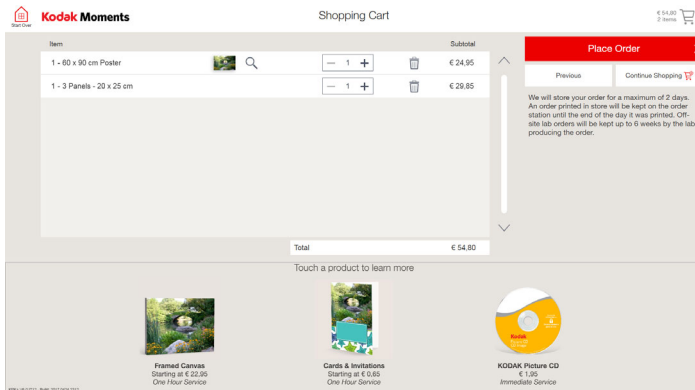 Start Over
Kodak Moments
Shopping Cart
€ 54,80
2 items
Item
Subtotal
1 - 60 x 90 cm Poster
1
€ 24,95
1 - 3 Panels - 20 x 25 cm
1
€ 29,85
Total
€ 54,80
Place Order
Previous
Continue Shopping
We will store your order for a maximum of 2 days.
An order printed in store will be kept on the order
station until the end of the day it was printed. Off-
site lab orders will be kept up to 6 weeks by the lab
producing the order.
Touch a product to learn more
Kodak
Framed Canvas
Starting at € 22,95
One Hour Service
Cards & Invitations
Starting at € 0,65
One Hour Service
KODAK Picture CD
€ 1,95
Immediate Service